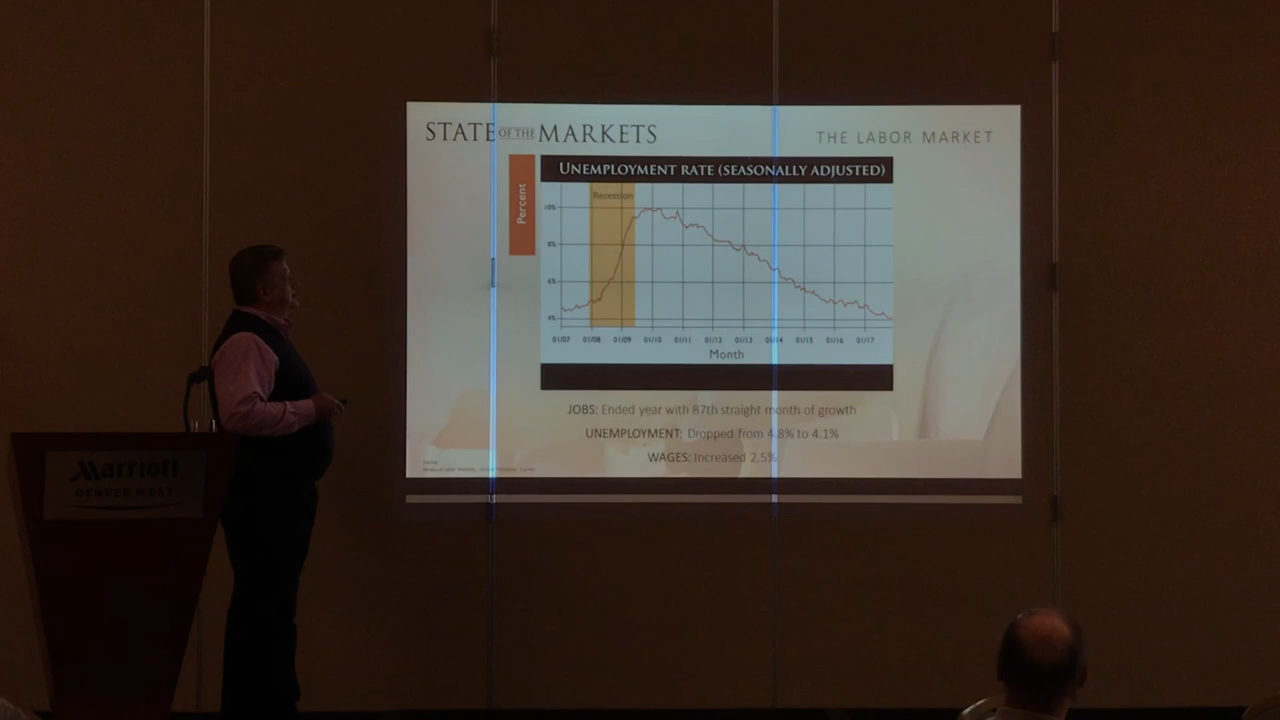 STATE OF THE MARKETS
THE LABOR MARKET
UNEMPLOYMENT RATE (SEASONALLY ADJUSTED)
Percent
Recession
10%
8%
6%
4%
01/07 01/08 01/09 01/10 01/11 01/12 01/13 01/14 01/15 01/16 01/17
Month
JOBS: Ended year with 87th straight month of growth
UNEMPLOYMENT: Dropped from 4.8% to 4.1%
WAGES: Increased 2.5%
Marriott
DENVER WEST